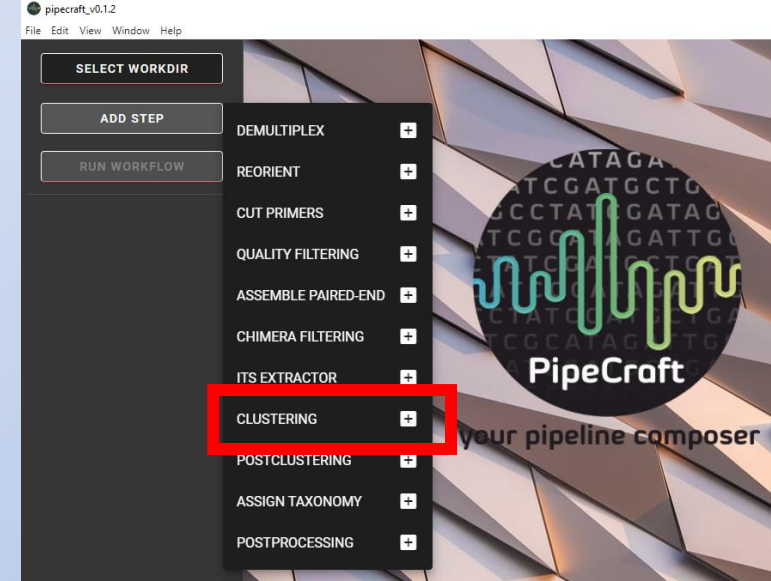 pipecraft_v0.1.2
File Edit View Window Help
SELECT WORKDIR
ADD STEP
RUN WORKFLOW
DEMULTIPLEX
REORIENT
CUT PRIMERS
QUALITY FILTERING
ASSEMBLE PAIRED-END
CHIMERA FILTERING
ITS EXTRACTOR
CLUSTERING
POSTCLUSTERING
ASSIGN TAXONOMY
POSTPROCESSING
PipeCraft
your pipeline composer